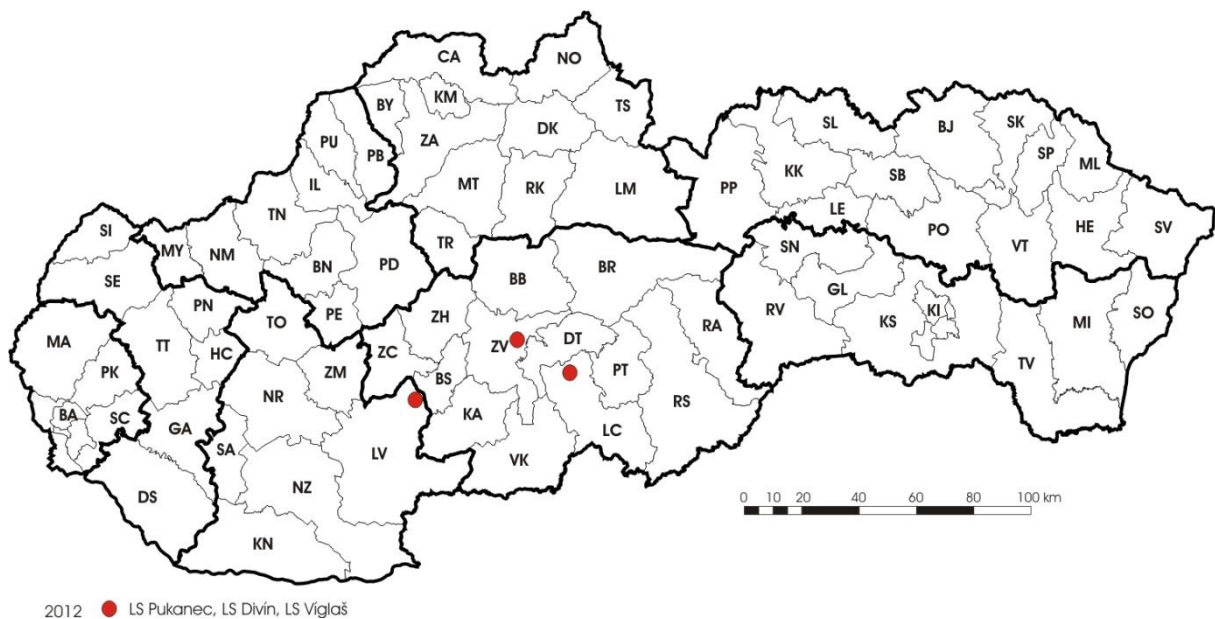 CA
NO
BY
KM
TS
PU
PB
ZA
DK
SL
BJ
SK
SP
ML
IL
MT
RK
LM
PP
KK
SB
TN
LE
PO
VT
HE
SV
SI
MY
NM
BN
PD
TR
SN
SE
BB
BR
GL
PN
PE
TO
ZH
RV
KS
KI
MI
SO
MA
TT
HC
ZC
ZV
DT
RA
TV
PK
ZM
BS
PT
NR
RS
BA
SC
GA
KA
LC
SA
LV
VK
DS
NZ
KN
0 10 20 40 60 80 100 km
2012 LS Pukanec, LS Divín, LS Víglaš